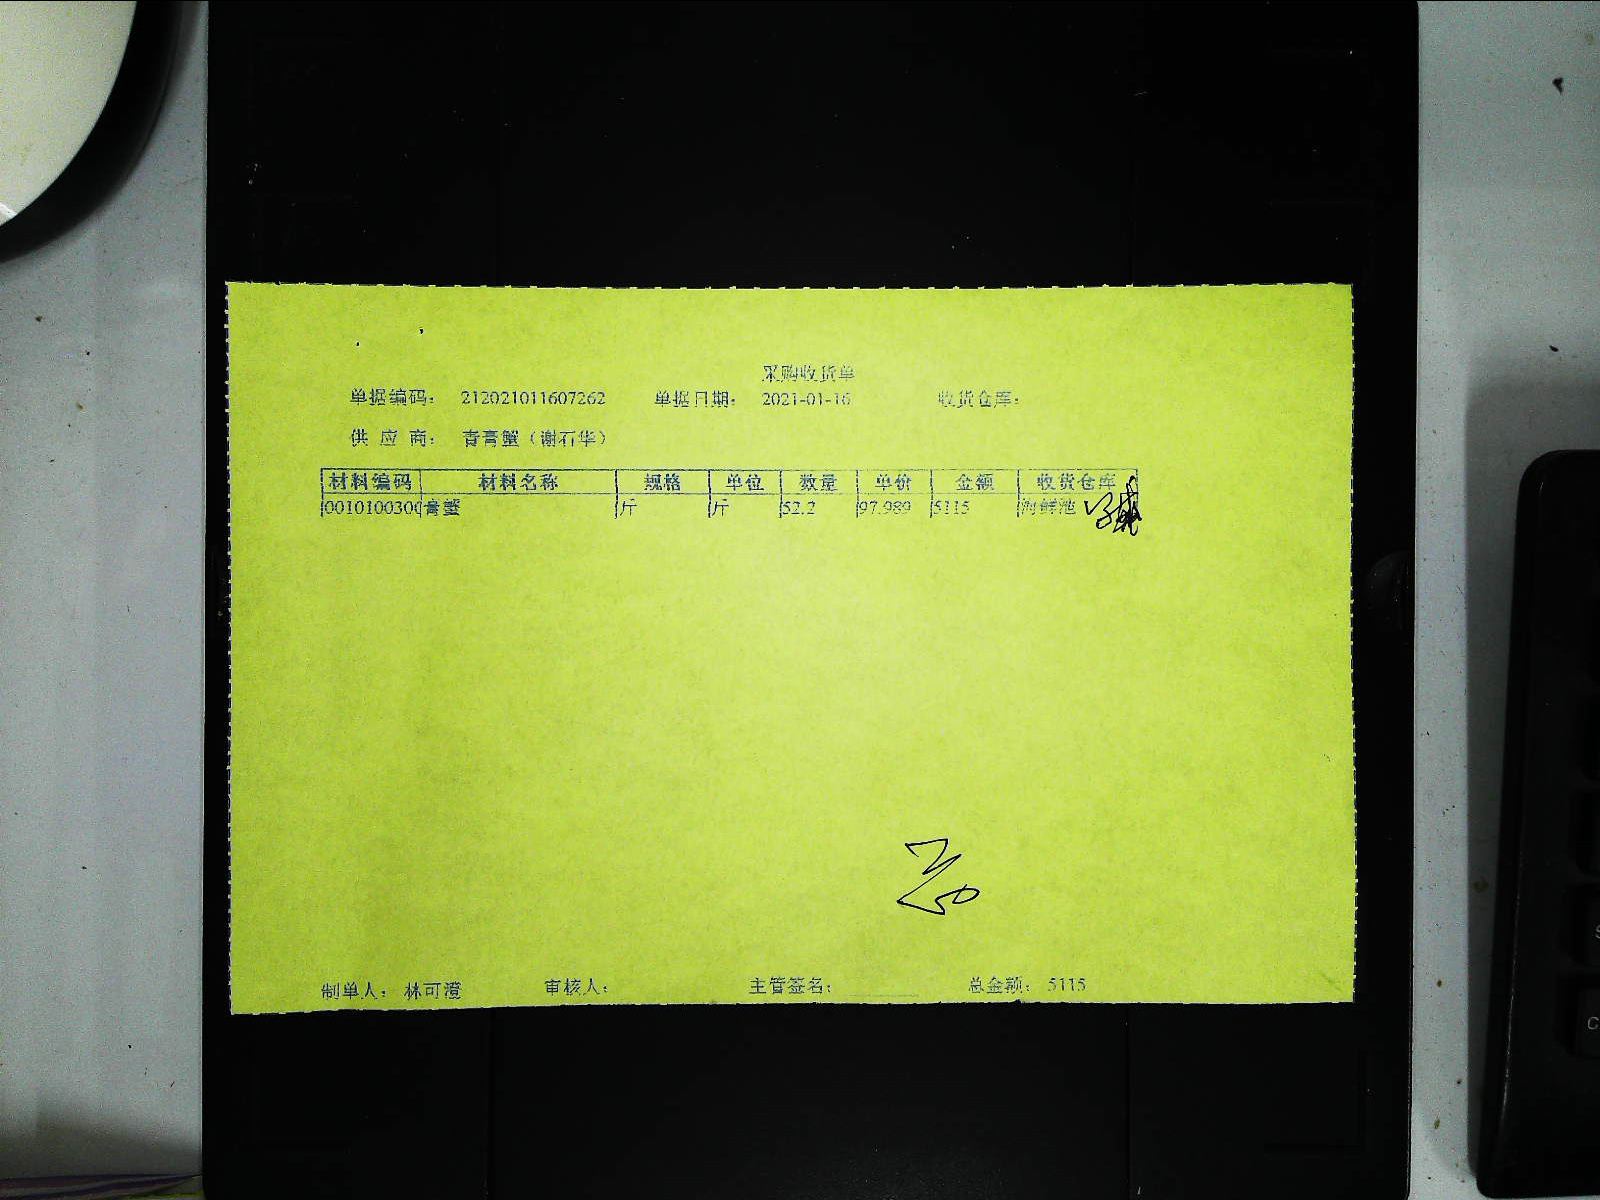 采购收货单
单据编码： 212021011607262 单据日期： 2021-01-16 收货仓库：
供 应 商： 青膏蟹（谢石华）
材料编码 材料名称 规格 单位 数量 单价 金额 收货仓库
0010100300 膏蟹 斤 斤 52.2 97.989 5115 海鲜池
制单人： 林可澄 审核人： 主管签名： 总金额： 5115